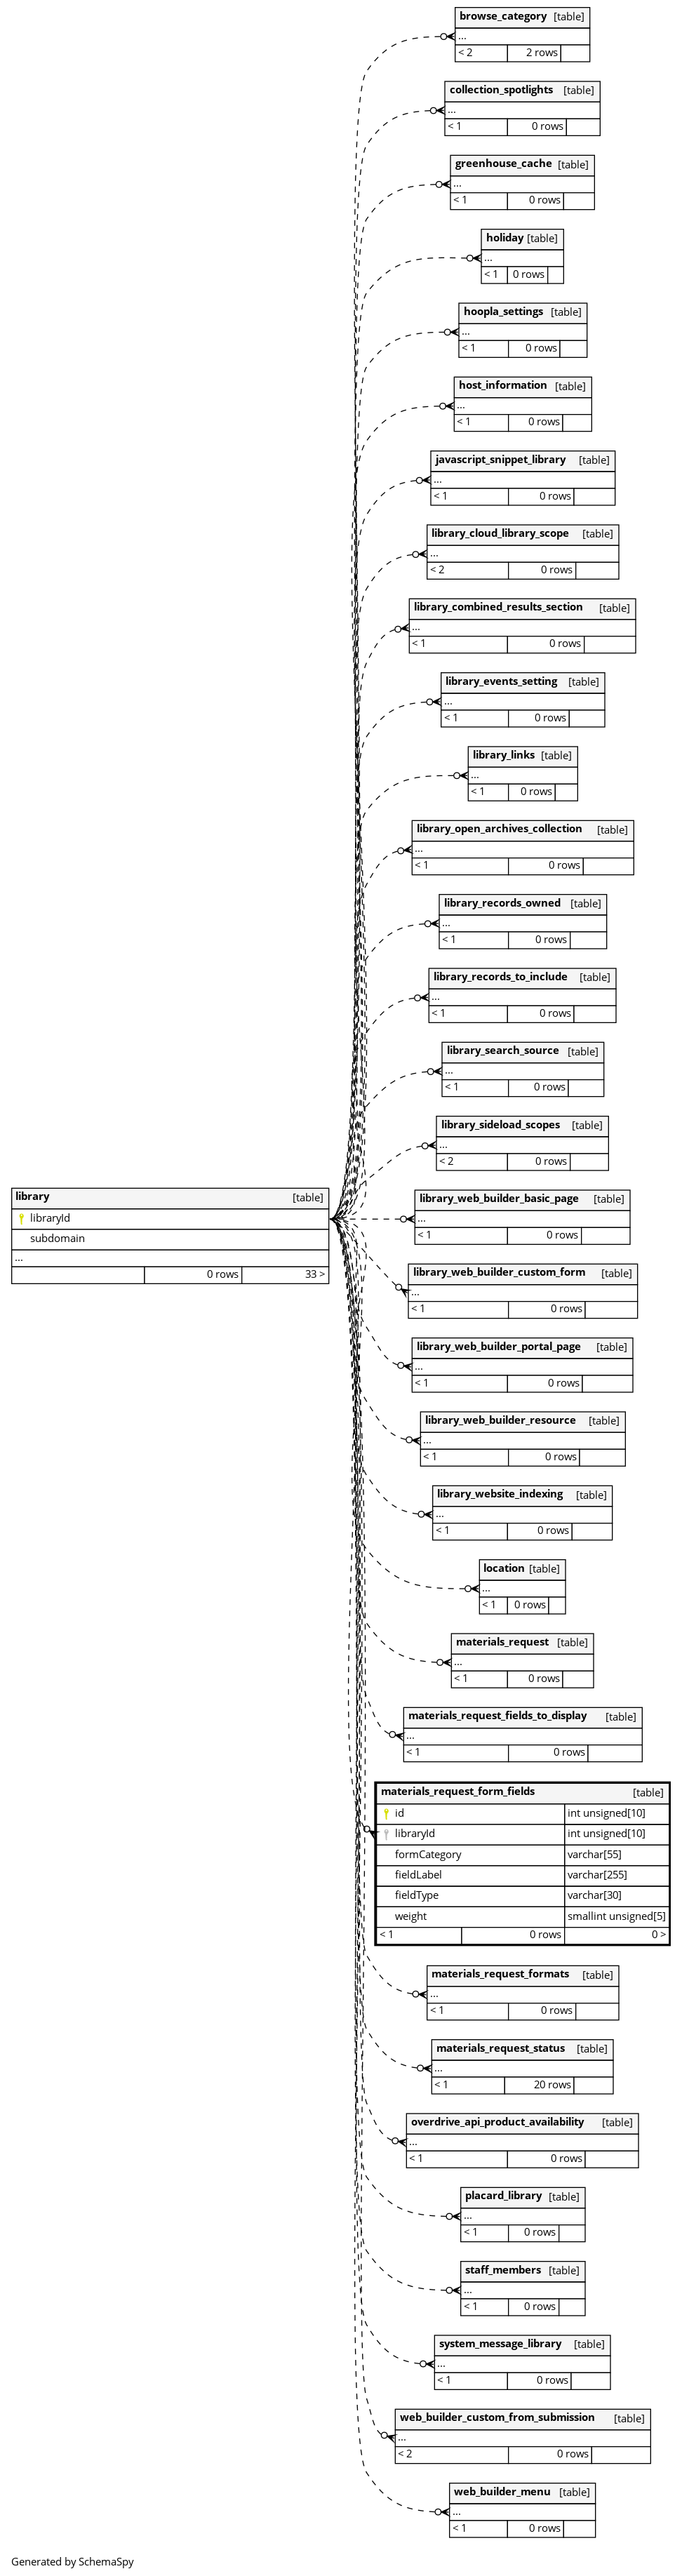 browse_category [table]
...
< 2 2 rows
collection_spotlights [table]
...
< 1 0 rows
greenhouse_cache [table]
...
< 1 0 rows
holiday [table]
...
< 1 0 rows
hoopla_settings [table]
...
< 1 0 rows
host_information [table]
...
< 1 0 rows
javascript_snippet_library [table]
...
< 1 0 rows
library_cloud_library_scope [table]
...
< 2 0 rows
library_combined_results_section [table]
...
< 1 0 rows
library_events_setting [table]
...
< 1 0 rows
library_links [table]
...
< 1 0 rows
library_open_archives_collection [table]
...
< 1 0 rows
library_records_owned [table]
...
< 1 0 rows
library_records_to_include [table]
...
< 1 0 rows
library_search_source [table]
...
< 1 0 rows
library_sideload_scopes [table]
...
< 2 0 rows
library [table]
libraryId
subdomain
...
0 rows 33 >
library_web_builder_basic_page [table]
...
< 1 0 rows
library_web_builder_custom_form [table]
...
< 1 0 rows
library_web_builder_portal_page [table]
...
< 1 0 rows
library_web_builder_resource [table]
...
< 1 0 rows
library_website_indexing [table]
...
< 1 0 rows
location [table]
...
< 1 0 rows
materials_request [table]
...
< 1 0 rows
materials_request_fields_to_display [table]
...
< 1 0 rows
materials_request_form_fields [table]
id int unsigned[10]
libraryId int unsigned[10]
formCategory varchar[55]
fieldLabel varchar[255]
fieldType varchar[30]
weight smallint unsigned[5]
< 1 0 rows 0 >
materials_request_formats [table]
...
< 1 0 rows
materials_request_status [table]
...
< 1 20 rows
overdrive_api_product_availability [table]
...
< 1 0 rows
placard_library [table]
...
< 1 0 rows
staff_members [table]
...
< 1 0 rows
system_message_library [table]
...
< 1 0 rows
web_builder_custom_from_submission [table]
...
< 2 0 rows
web_builder_menu [table]
...
< 1 0 rows
Generated by SchemaSpy